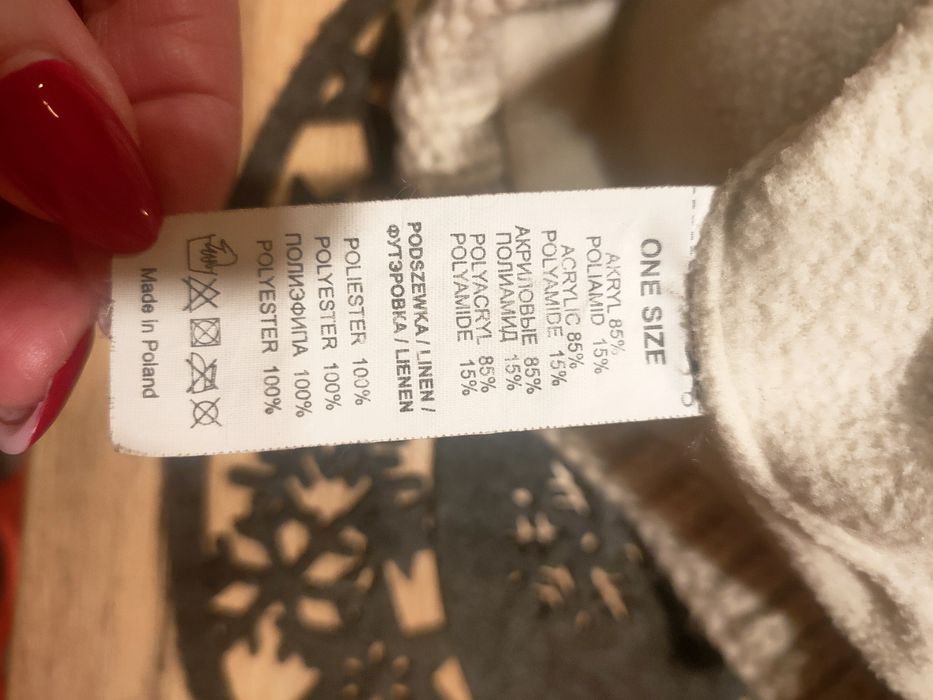 ONE SIZE
AKRYL 85%
POLIAMID 15%
ACRYLIC 85%
POLYAMIDE 15%
АКРИЛОВЫЕ 85%
ПОЛИАМИД 15%
POLYACRYL 85%
POLYAMIDE 15%
PODSZEWKA / LINEN /
ФУТЭРОВКА / LIENEN
POLIESTER 100%
POLYESTER 100%
ПОЛИЭФИПА 100%
POLYESTER 100%
Made in Poland